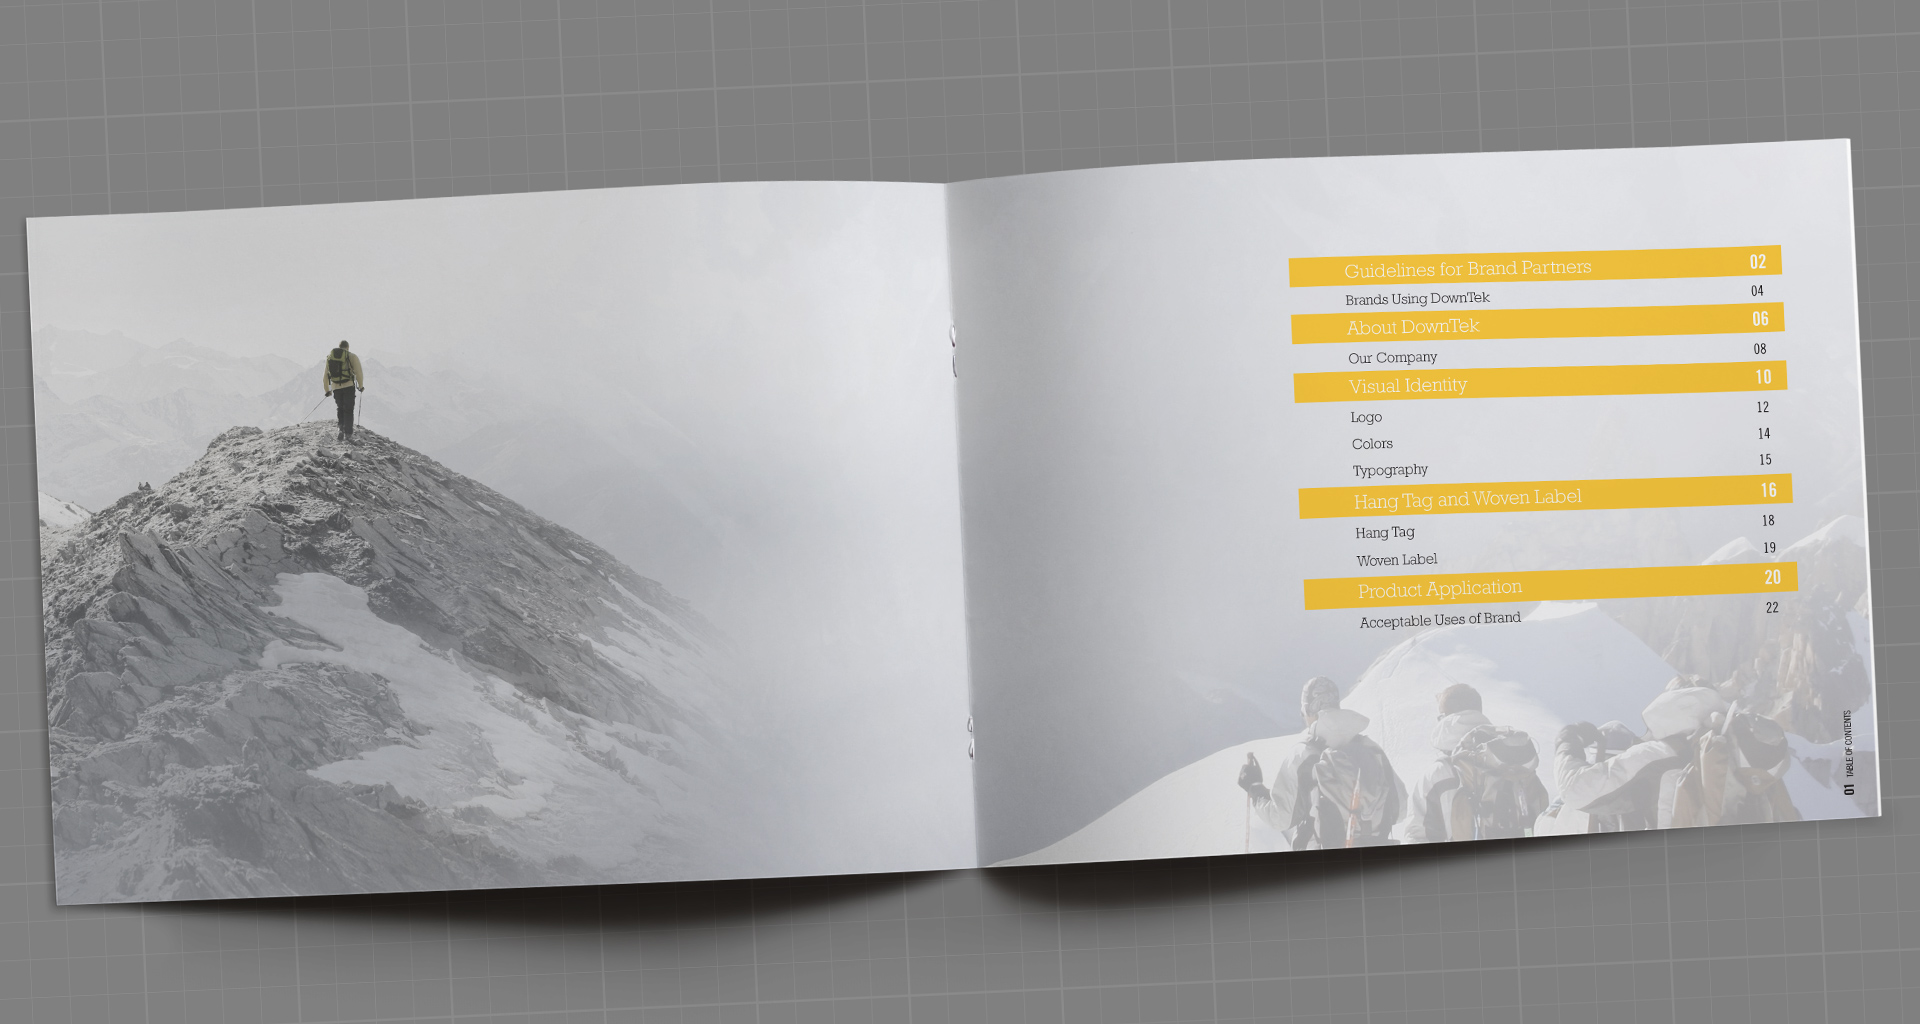 Guidelines for Brand Partners 02
Brands Using DownTek 04
About DownTek 06
Our Company 08
Visual Identity 10
Logo 12
Colors 14
Typography 15
Hang Tag and Woven Label 16
Hang Tag 18
Woven Label 19
Product Application 20
Acceptable Uses of Brand 22
01 TABLE OF CONTENTS